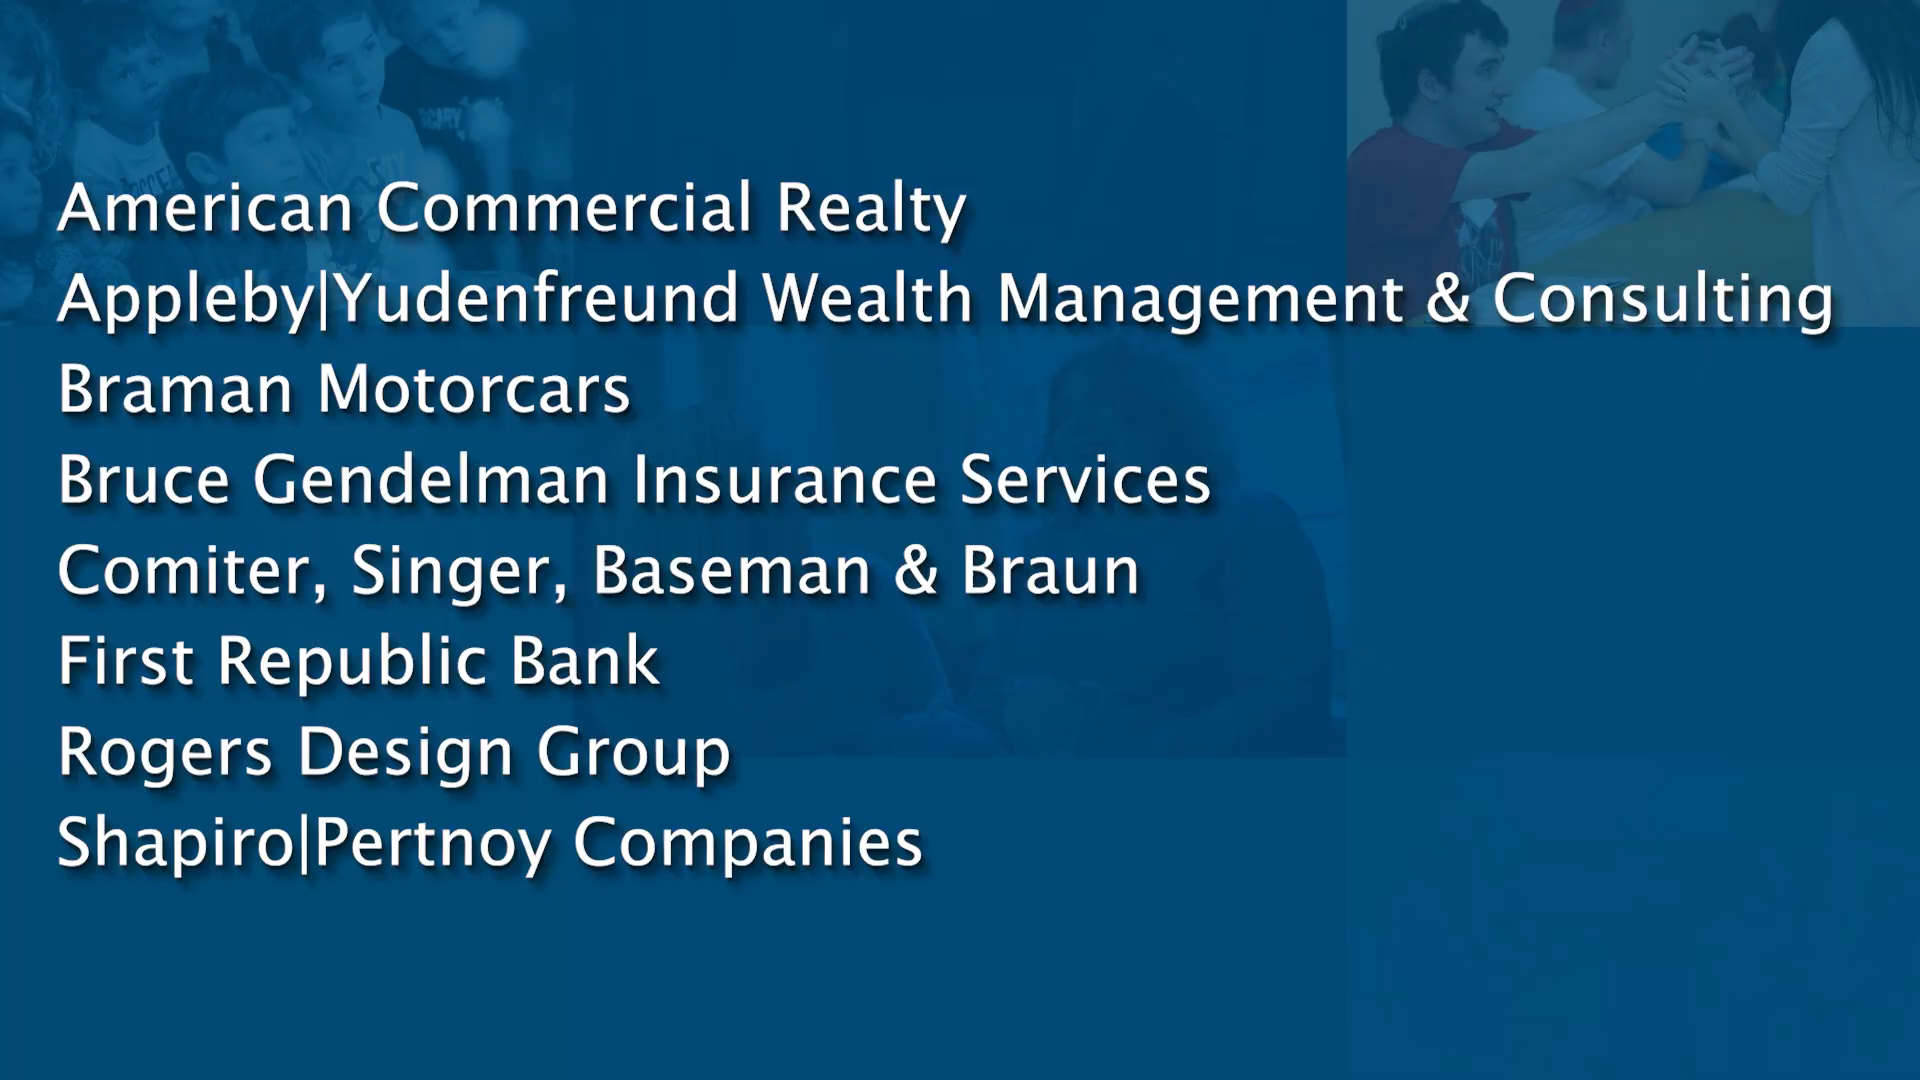 American Commercial Realty
Appleby|Yudenfreund Wealth Management & Consulting
Braman Motorcars
Bruce Gendelman Insurance Services
Comiter, Singer, Baseman & Braun
First Republic Bank
Rogers Design Group
Shapiro|Pertnoy Companies